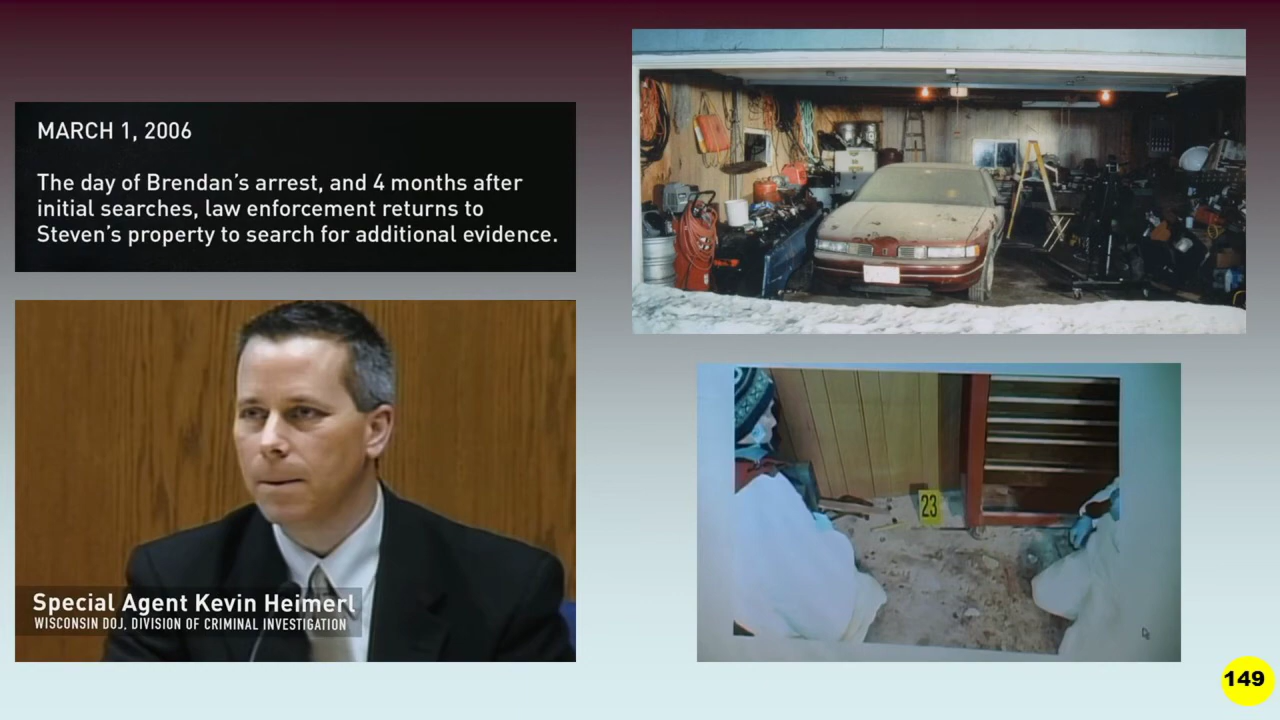 MARCH 1, 2006
The day of Brendan's arrest, and 4 months after
initial searches, law enforcement returns to
Steven's property to search for additional evidence.
Special Agent Kevin Heimerl
WISCONSIN DOJ, DIVISION OF CRIMINAL INVESTIGATION
23
149